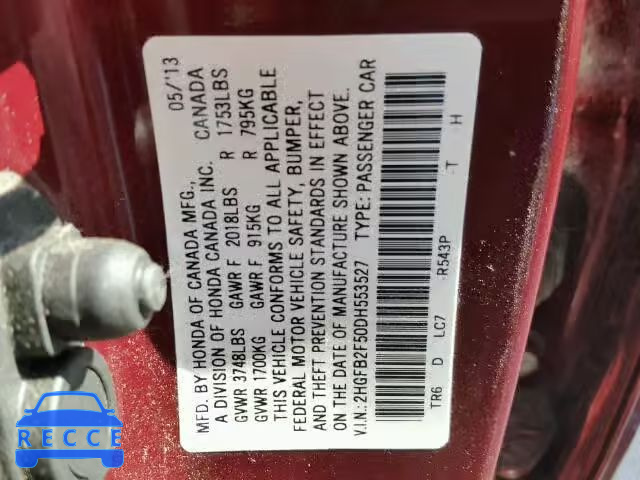 MFD. BY HONDA OF CANADA MFG., CANADA 05/'13
A DIVISION OF HONDA CANADA INC.
GVWR 3748LBS GAWR F 2018LBS R 1753LBS
GVWR 1700KG GAWR F 915KG R 795KG
THIS VEHICLE CONFORMS TO ALL APPLICABLE
FEDERAL MOTOR VEHICLE SAFETY, BUMPER,
AND THEFT PREVENTION STANDARDS IN EFFECT
ON THE DATE OF MANUFACTURE SHOWN ABOVE.
V.I.N.: 2HGFB2F50DH553527 TYPE: PASSENGER CAR
TR6 D LC7 -R543P -T H
RECCE